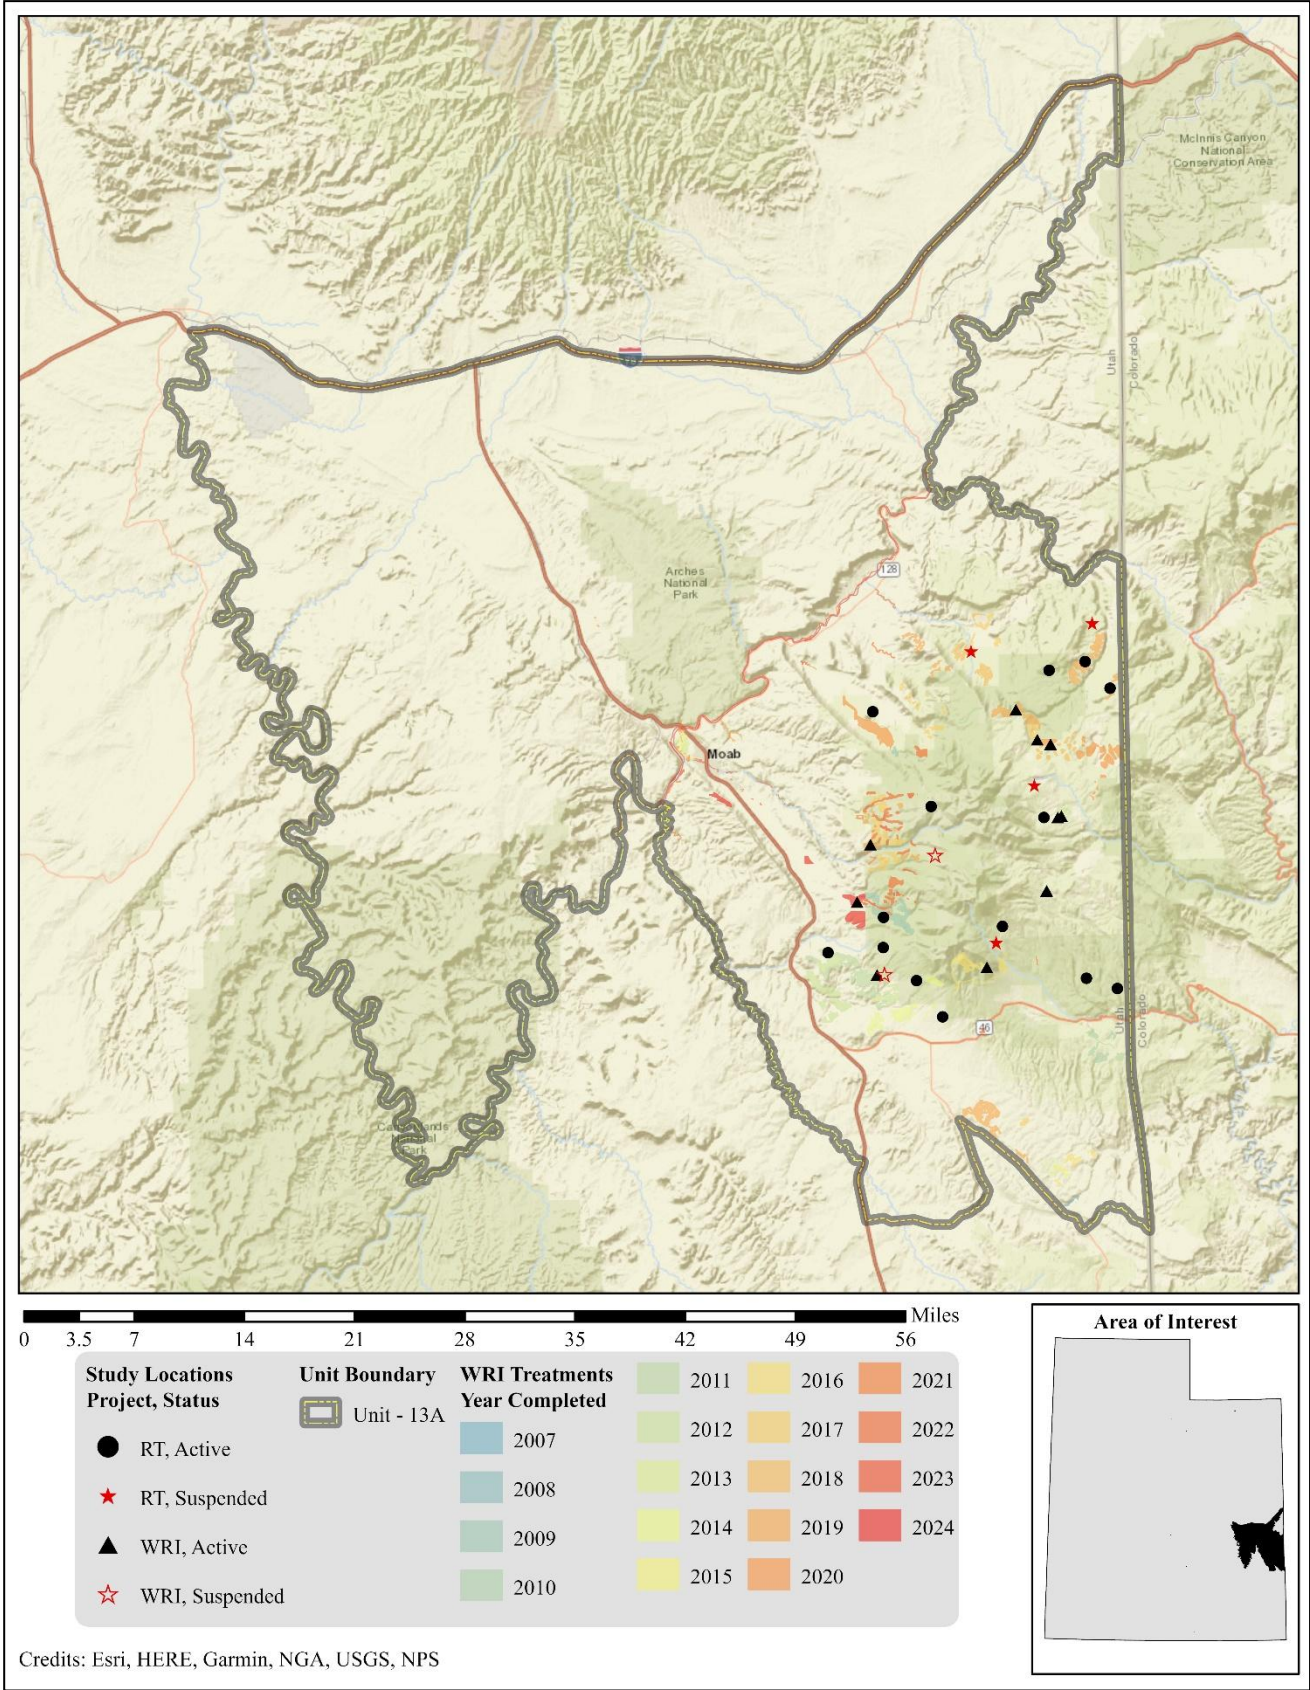 McInnis Canyon
National
Conservation Area
Utah
Colorado
Arches
National
Park
128
Moab
46
Utah
Colorado
Canyonlands
National
Park
Miles
0 3.5 7 14 21 28 35 42 49 56
Study Locations
Project, Status
RT, Active
RT, Suspended
WRI, Active
WRI, Suspended
Unit Boundary
Unit - 13A
WRI Treatments
Year Completed
2007
2008
2009
2010
2011
2012
2013
2014
2015
2016
2017
2018
2019
2020
2021
2022
2023
2024
Area of Interest
Credits: Esri, HERE, Garmin, NGA, USGS, NPS